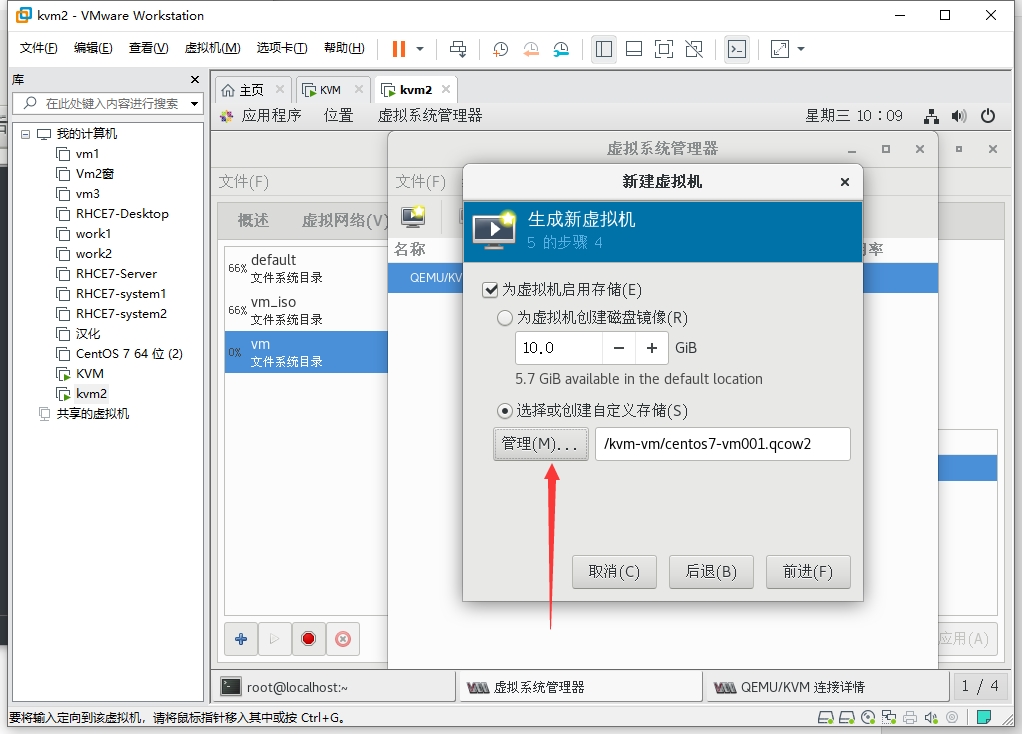 kvm2 - VMware Workstation
文件(F) 编辑(E) 查看(V) 虚拟机(M) 选项卡(T) 帮助(H)
库
在此处键入内容进行搜索
我的计算机
vm1
Vm2窗
vm3
RHCE7-Desktop
work1
work2
RHCE7-Server
RHCE7-system1
RHCE7-system2
汉化
CentOS 7 64 位 (2)
KVM
kvm2
共享的虚拟机
主页 KVM kvm2
应用程序 位置 虚拟系统管理器 星期三 10：09
虚拟系统管理器
文件(F)
概述 虚拟网络(V)
66% default
文件系统目录
66% vm_iso
文件系统目录
0% vm
文件系统目录
文件(F)
名称
率
QEMU/KV
新建虚拟机
生成新虚拟机
5 的步骤 4
为虚拟机启用存储(E)
为虚拟机创建磁盘镜像(R)
10.0 − + GiB
5.7 GiB available in the default location
选择或创建自定义存储(S)
管理(M)... /kvm-vm/centos7-vm001.qcow2
取消(C) 后退(B) 前进(F)
应用(A)
root@localhost:~ 虚拟系统管理器 QEMU/KVM 连接详情 1 / 4
要将输入定向到该虚拟机，请将鼠标指针移入其中或按 Ctrl+G。